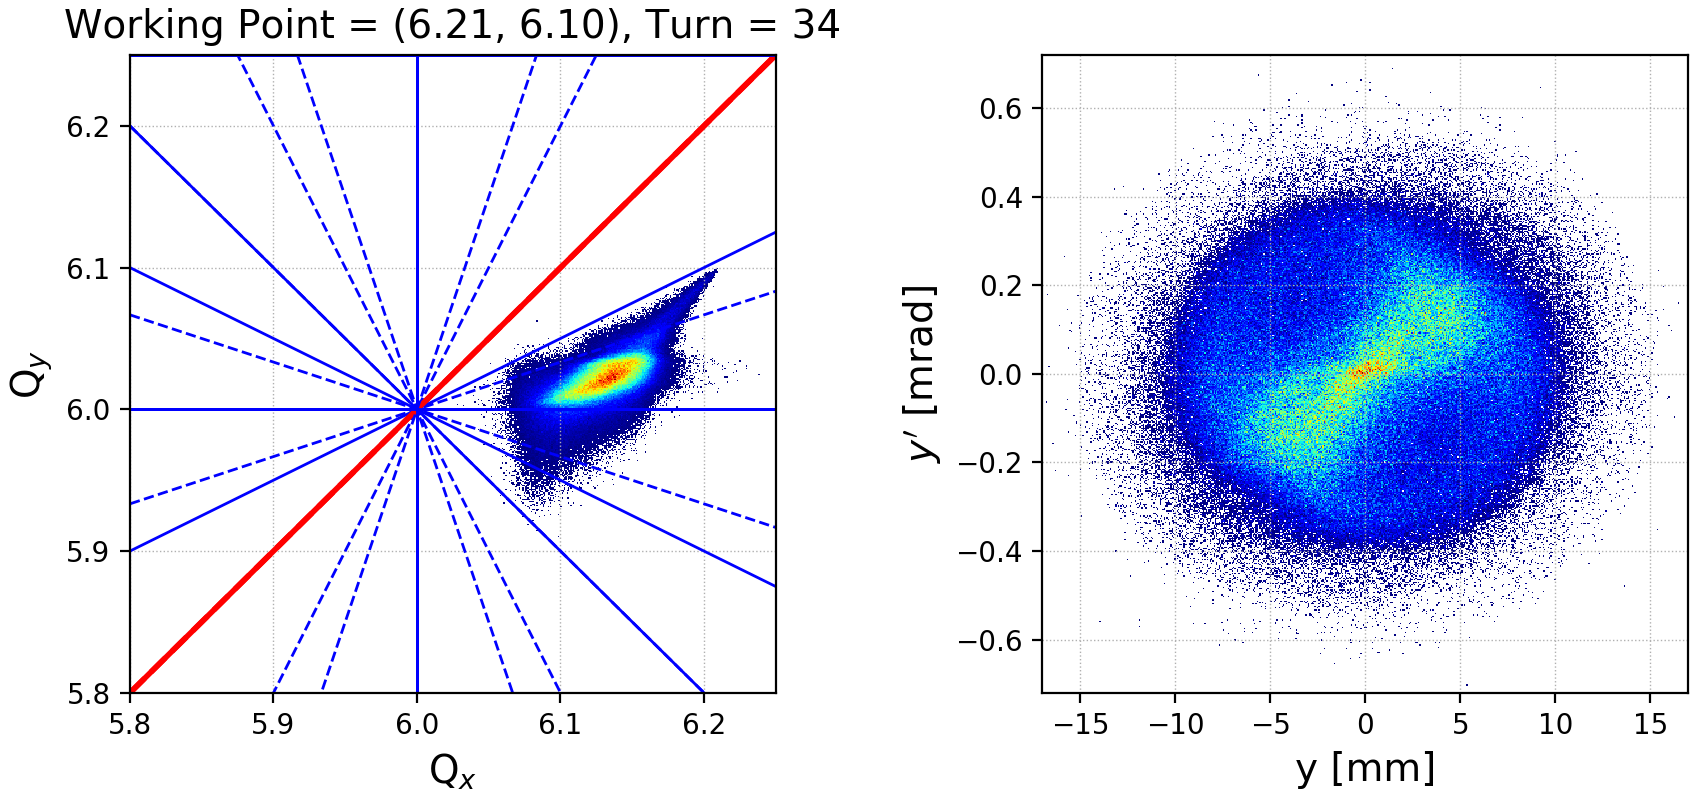 Working Point = (6.21, 6.10), Turn = 34
6.2
6.1
6.0
5.9
5.8
Q_y
5.8 5.9 6.0 6.1 6.2
Q_x
0.6
0.4
0.2
0.0
−0.2
−0.4
−0.6
y′ [mrad]
−15 −10 −5 0 5 10 15
y [mm]